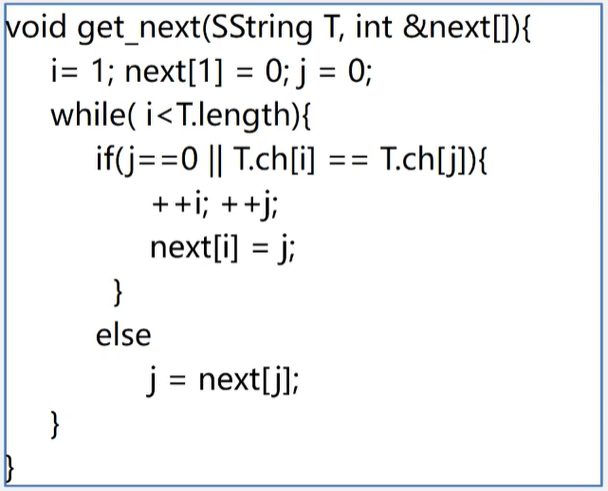 void get_next(SString T, int &next[]){
i= 1; next[1] = 0; j = 0;
while( i<T.length){
if(j==0 || T.ch[i] == T.ch[j]){
++i; ++j;
next[i] = j;
}
else
j = next[j];
}
}